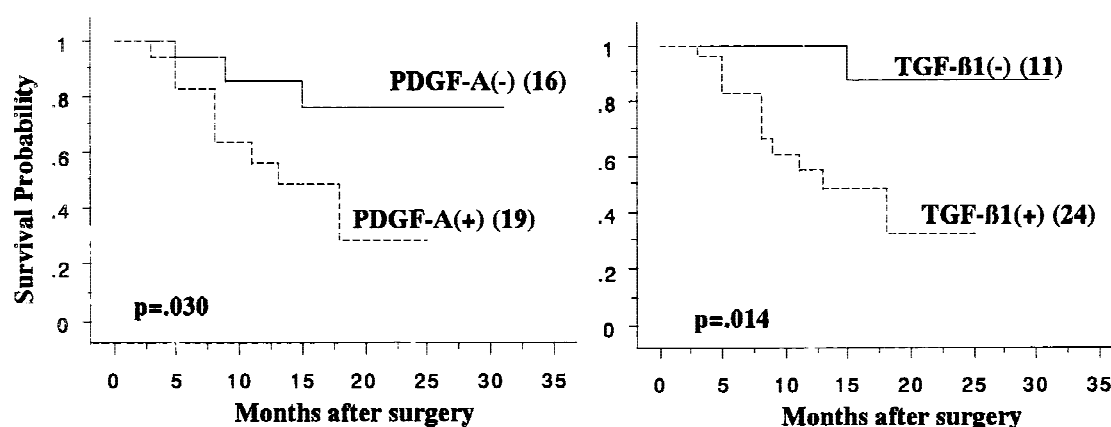 Survival Probability
1
.8
.6
.4
.2
0
PDGF-A(-) (16)
PDGF-A(+) (19)
p=.030
0 5 10 15 20 25 30 35
Months after surgery
1
.8
.6
.4
.2
0
TGF-ß1(-) (11)
TGF-ß1(+) (24)
p=.014
0 5 10 15 20 25 30 35
Months after surgery